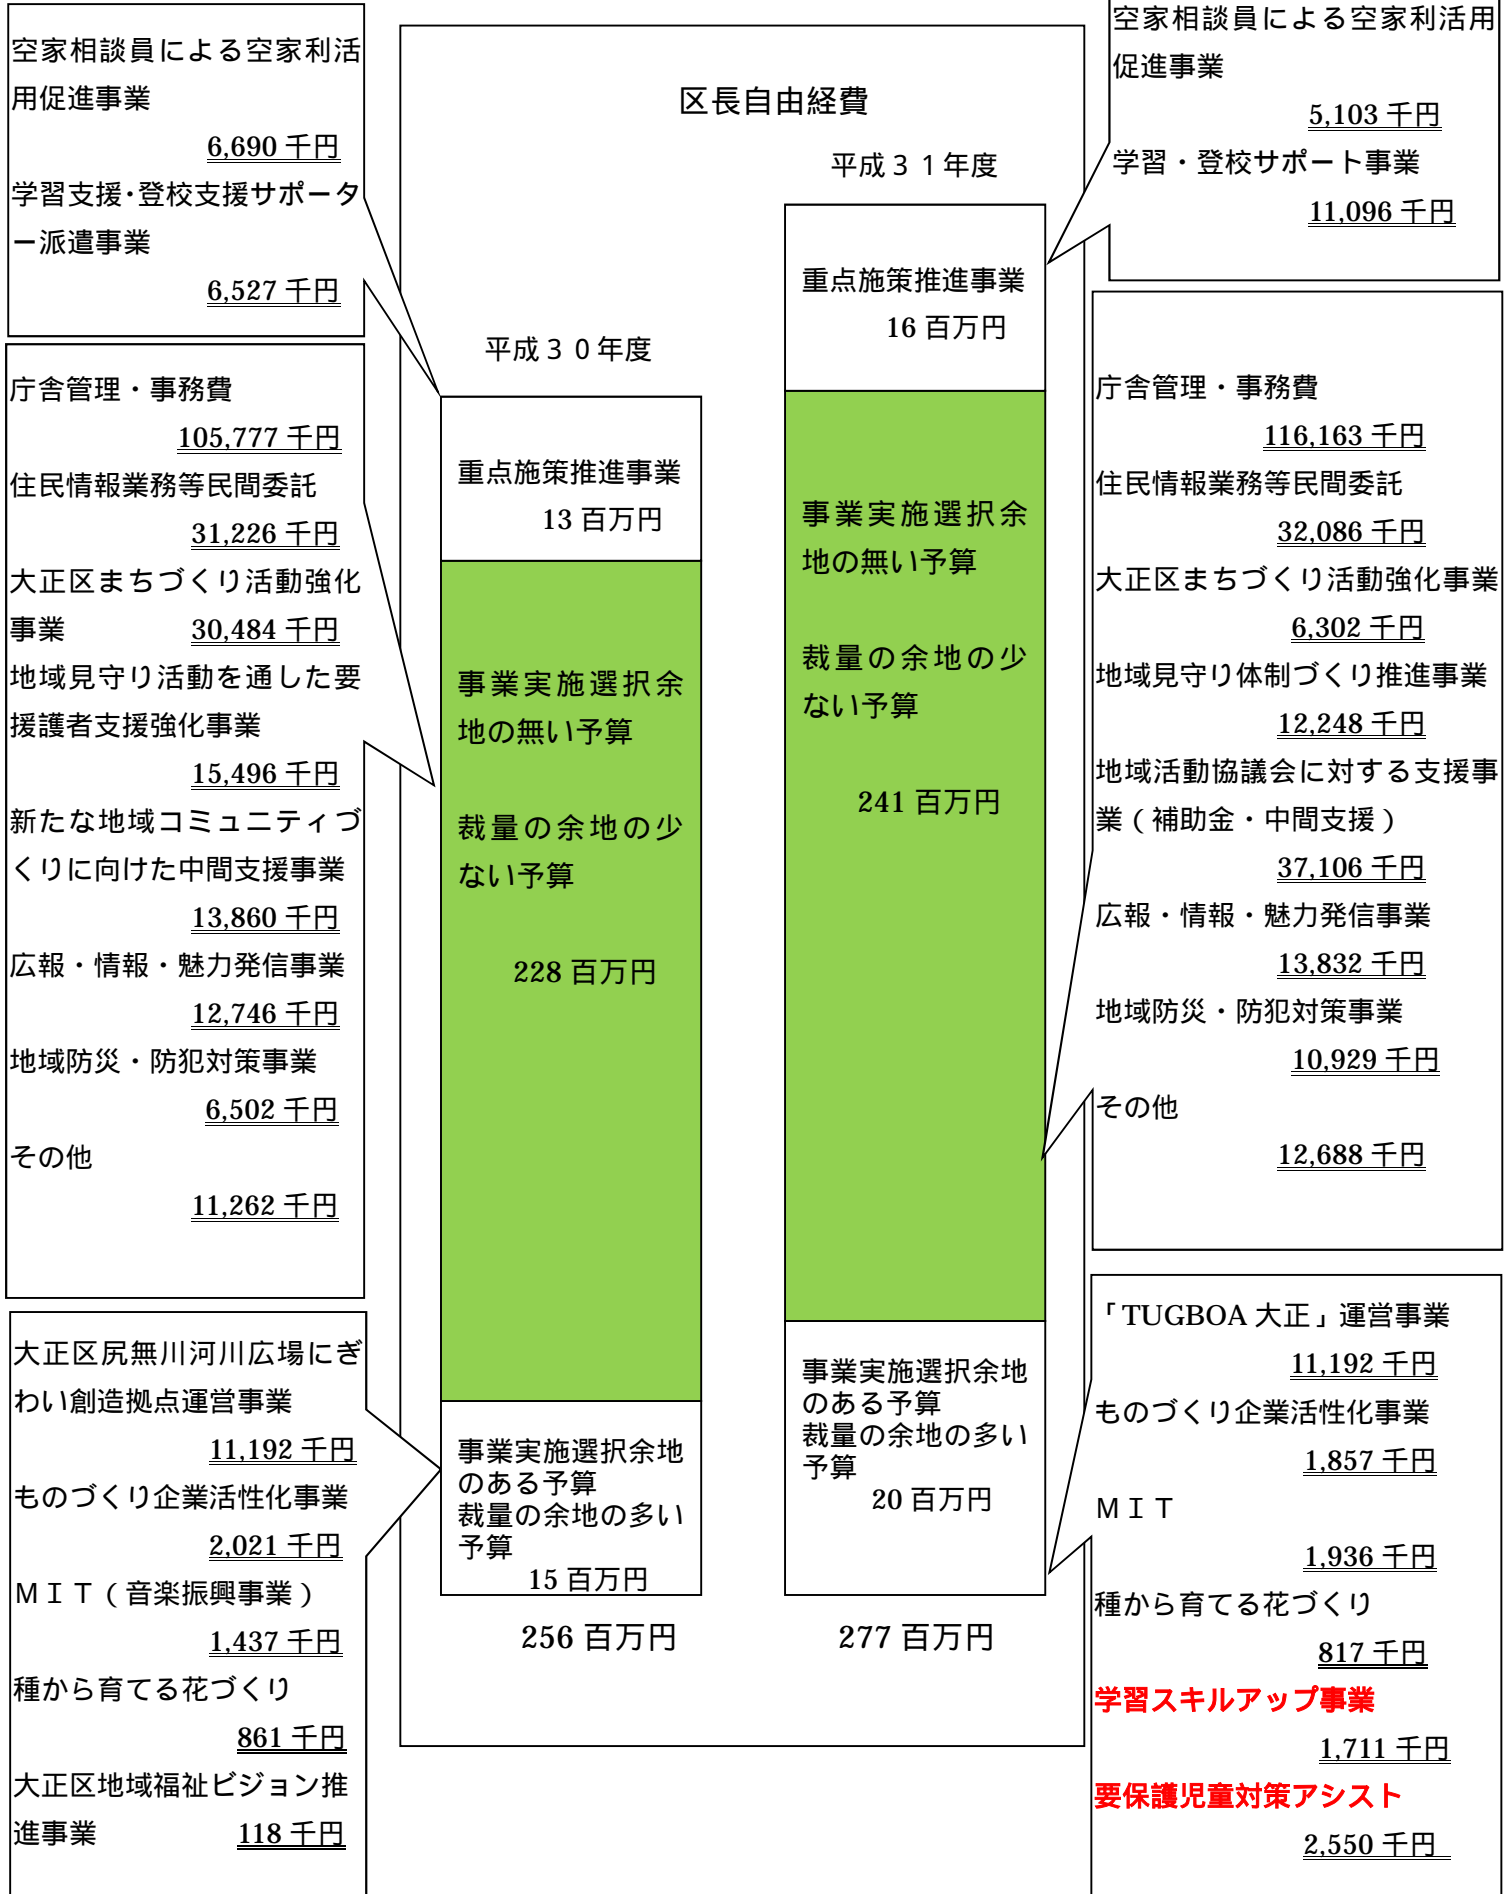 空家相談員による空家利活
用促進事業
6,690 千円
学習支援・登校支援サポータ
ー派遣事業
6,527 千円
庁舎管理・事務費
105,777 千円
住民情報業務等民間委託
31,226 千円
大正区まちづくり活動強化
事業 30,484 千円
地域見守り活動を通した要
援護者支援強化事業
15,496 千円
新たな地域コミュニティづ
くりに向けた中間支援事業
13,860 千円
広報・情報・魅力発信事業
12,746 千円
地域防災・防犯対策事業
6,502 千円
その他
11,262 千円
大正区尻無川河川広場にぎ
わい創造拠点運営事業
11,192 千円
ものづくり企業活性化事業
2,021 千円
ＭＩＴ（音楽振興事業）
1,437 千円
種から育てる花づくり
861 千円
大正区地域福祉ビジョン推
進事業 118 千円
区長自由経費
平成３０年度
重点施策推進事業
13 百万円
事業実施選択余
地の無い予算
裁量の余地の少
ない予算
228 百万円
事業実施選択余地
のある予算
裁量の余地の多い
予算
15 百万円
256 百万円
平成３１年度
重点施策推進事業
16 百万円
事業実施選択余
地の無い予算
裁量の余地の少
ない予算
241 百万円
事業実施選択余地
のある予算
裁量の余地の多い
予算
20 百万円
277 百万円
空家相談員による空家利活用
促進事業
5,103 千円
学習・登校サポート事業
11,096 千円
庁舎管理・事務費
116,163 千円
住民情報業務等民間委託
32,086 千円
大正区まちづくり活動強化事業
6,302 千円
地域見守り体制づくり推進事業
12,248 千円
地域活動協議会に対する支援事
業（補助金・中間支援）
37,106 千円
広報・情報・魅力発信事業
13,832 千円
地域防災・防犯対策事業
10,929 千円
その他
12,688 千円
「TUGBOA 大正」運営事業
11,192 千円
ものづくり企業活性化事業
1,857 千円
ＭＩＴ
1,936 千円
種から育てる花づくり
817 千円
学習スキルアップ事業
1,711 千円
要保護児童対策アシスト
2,550 千円